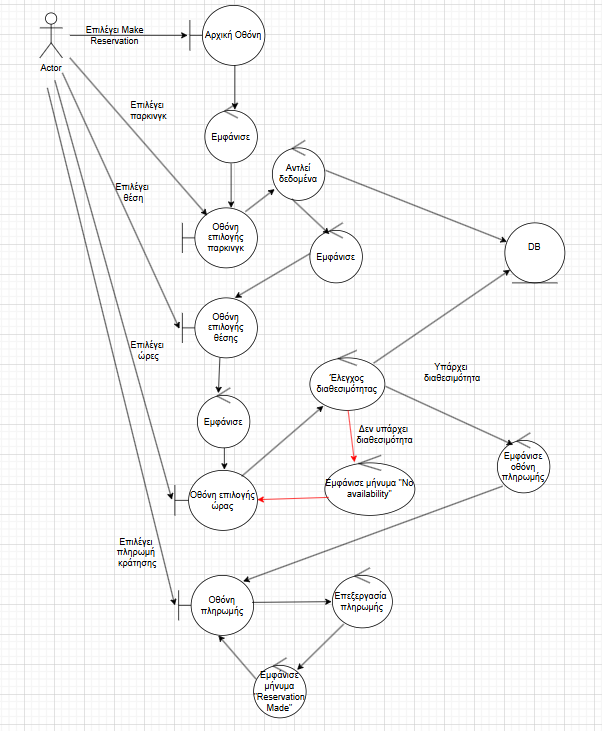 Επιλέγει Make
Reservation
Αρχική Οθόνη
Actor
Επιλέγει
παρκινγκ
Εμφάνισε
Αντλεί
δεδομένα
Επιλέγει
θέση
Οθόνη
επιλογής
παρκινγκ
Εμφάνισε
DB
Οθόνη
επιλογής
θέσης
Επιλέγει
ώρες
Έλεγχος
διαθεσιμότητας
Υπάρχει
διαθεσιμότητα
Εμφάνισε
Δεν υπάρχει
διαθεσιμότητα
Εμφάνισε
οθόνη
πληρωμής
Εμφάνισε μήνυμα "No
availability"
Οθόνη επιλογής
ώρας
Επιλέγει
πληρωμή
κράτησης
Οθόνη
πληρωμής
Επεξεργασία
πληρωμής
Εμφάνισε
μήνυμα
"Reservation
Made"